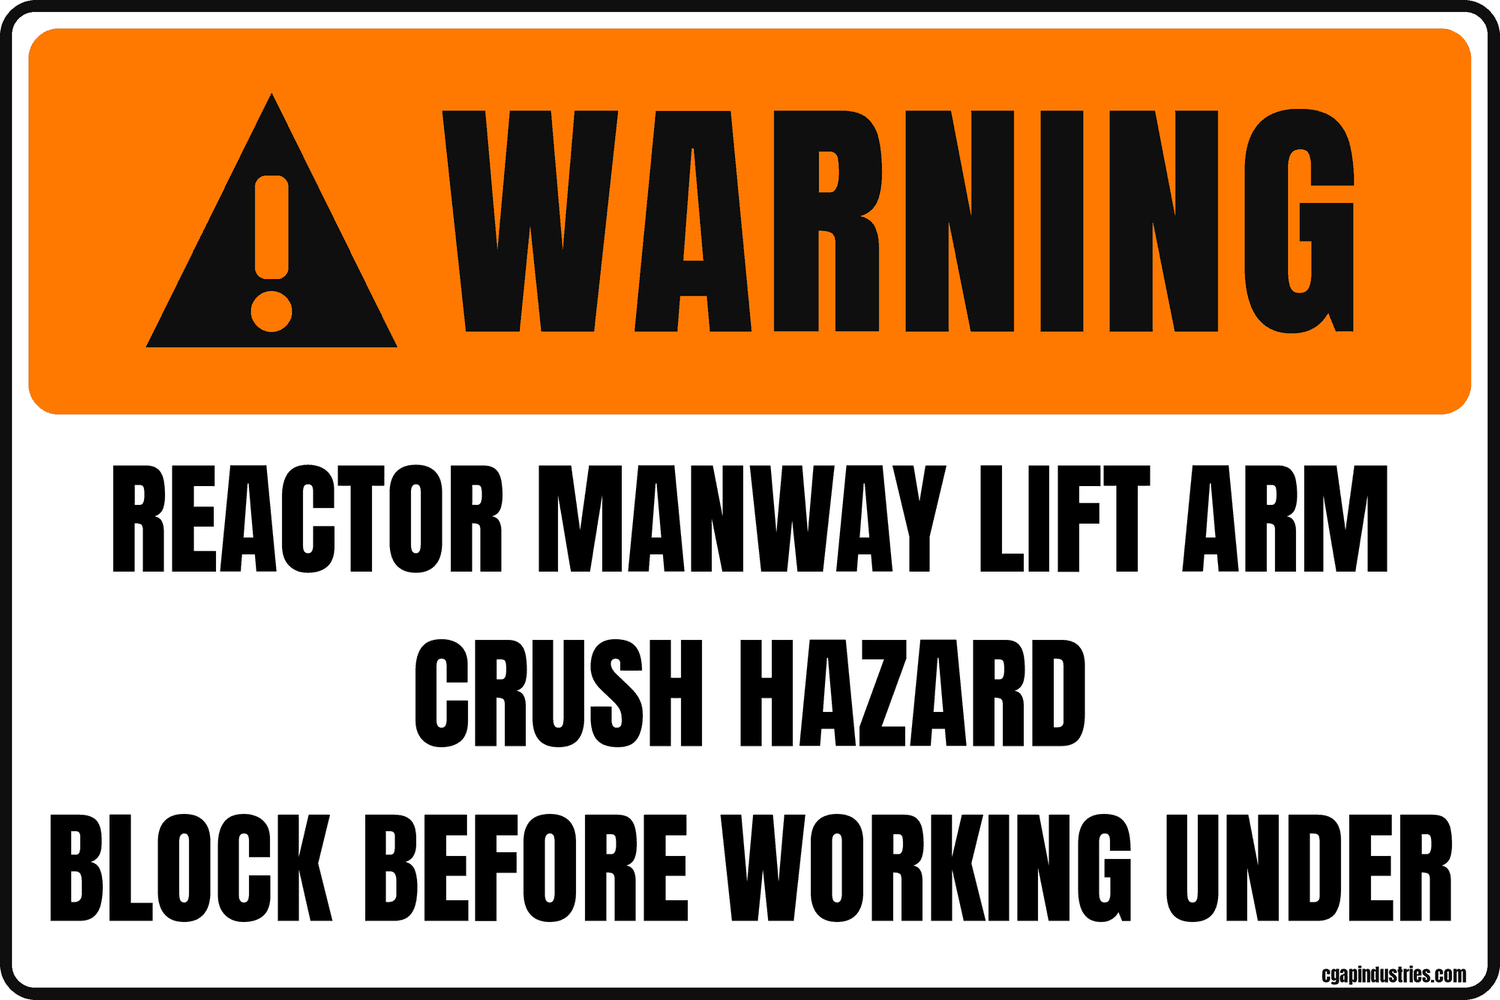 WARNING
REACTOR MANWAY LIFT ARM
CRUSH HAZARD
BLOCK BEFORE WORKING UNDER
cgapindustries.com